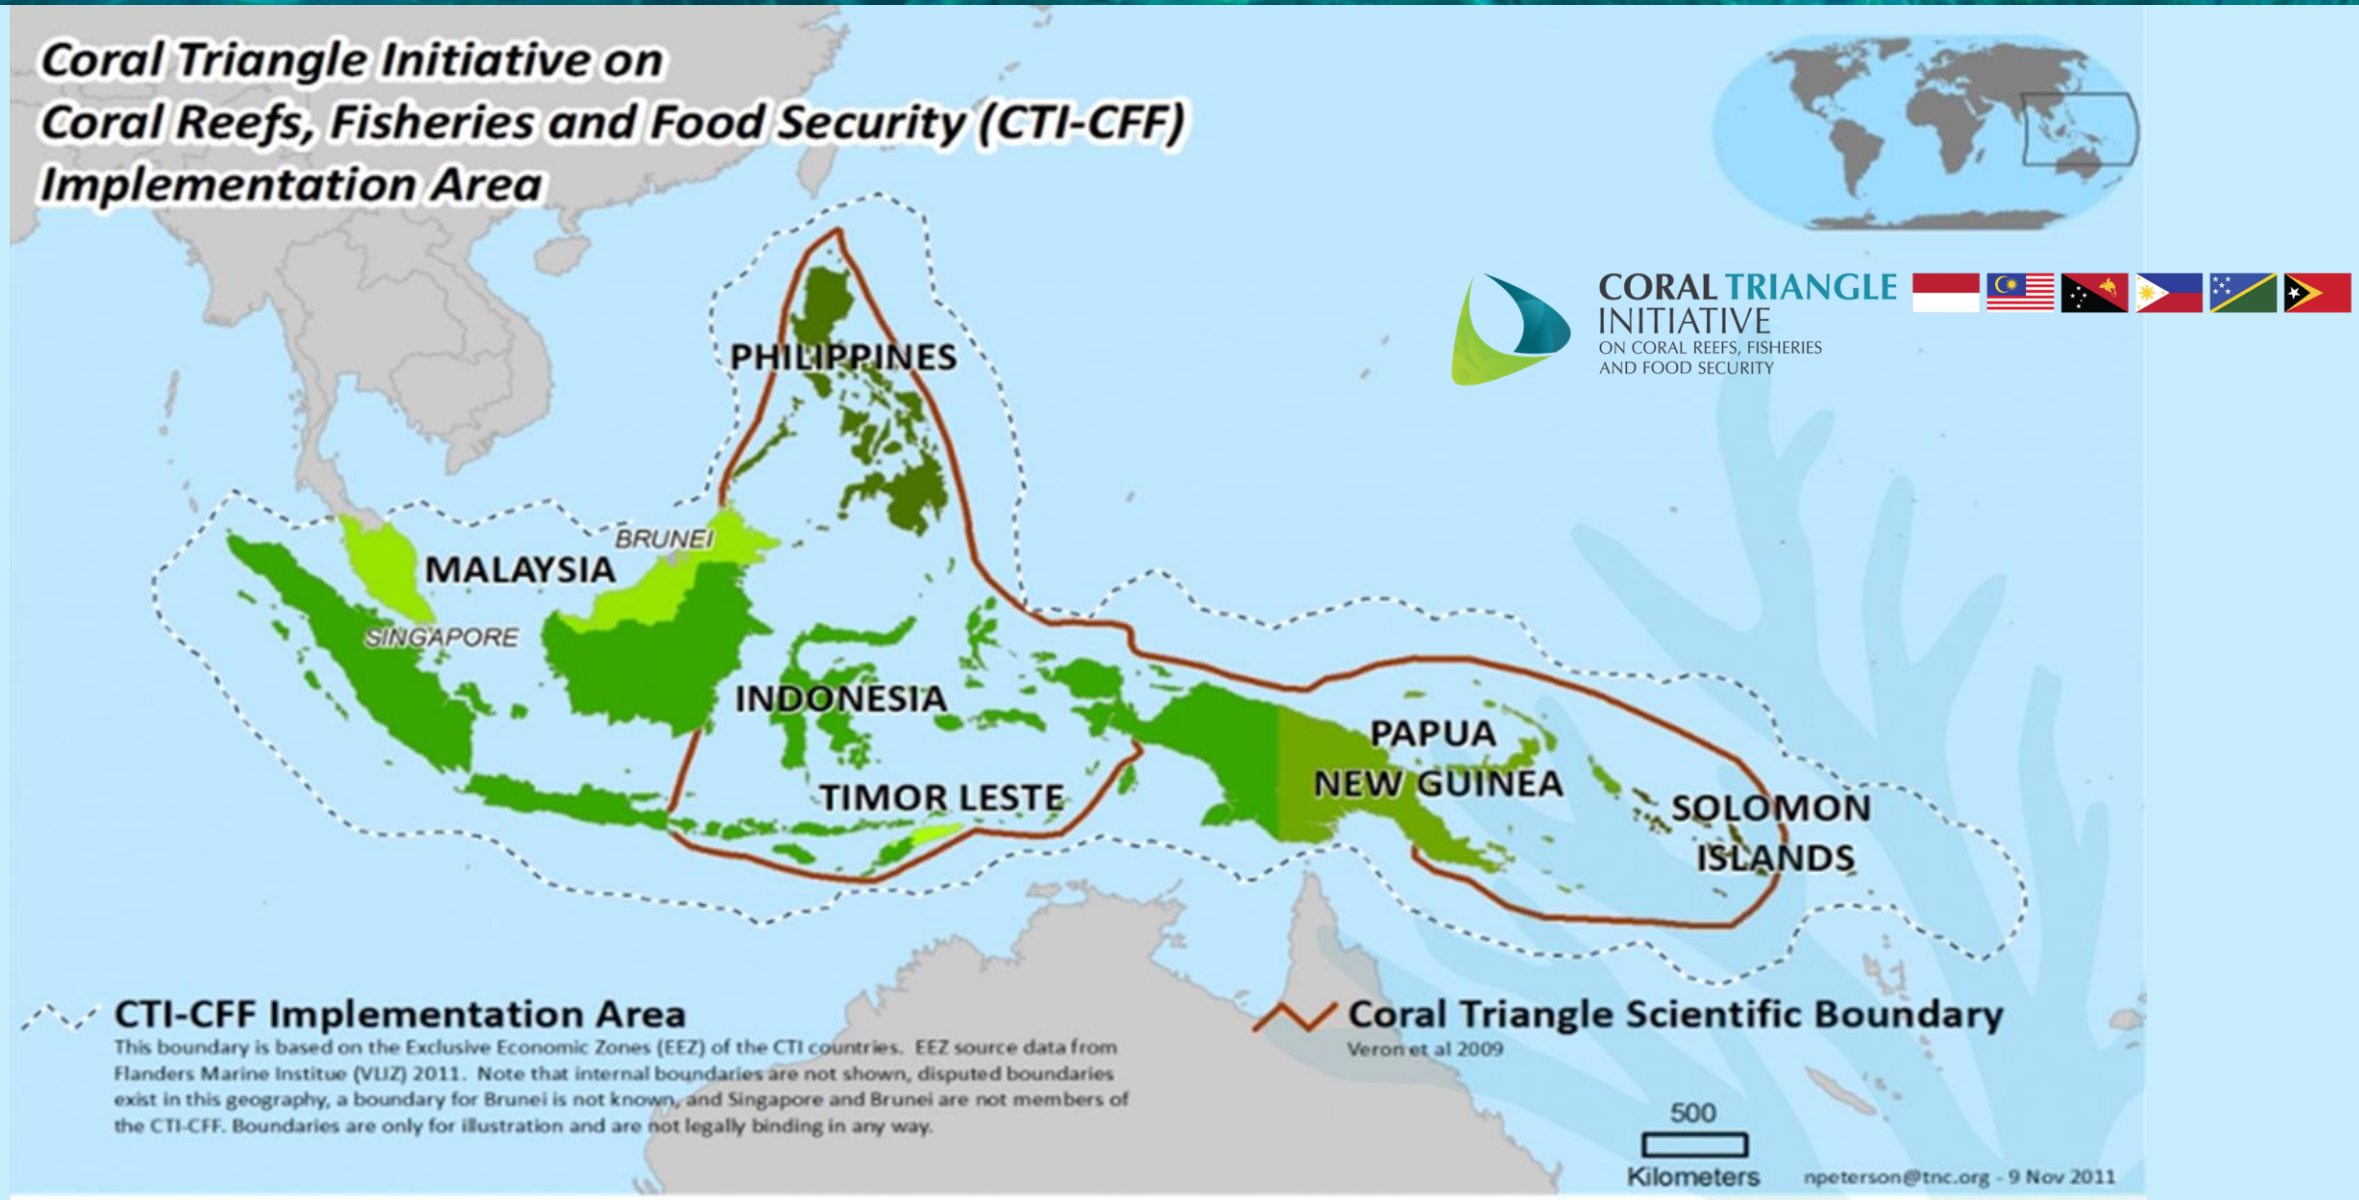 Coral Triangle Initiative on
Coral Reefs, Fisheries and Food Security (CTI-CFF)
Implementation Area
CORAL TRIANGLE
INITIATIVE
ON CORAL REEFS, FISHERIES
AND FOOD SECURITY
PHILIPPINES
BRUNEI
MALAYSIA
SINGAPORE
INDONESIA
TIMOR LESTE
PAPUA
NEW GUINEA
SOLOMON
ISLANDS
CTI-CFF Implementation Area
This boundary is based on the Exclusive Economic Zones (EEZ) of the CTI countries. EEZ source data from
Flanders Marine Institue (VLIZ) 2011. Note that internal boundaries are not shown, disputed boundaries
exist in this geography, a boundary for Brunei is not known, and Singapore and Brunei are not members of
the CTI-CFF. Boundaries are only for illustration and are not legally binding in any way.
Coral Triangle Scientific Boundary
Veron et al 2009
500
Kilometers
npeterson@tnc.org - 9 Nov 2011